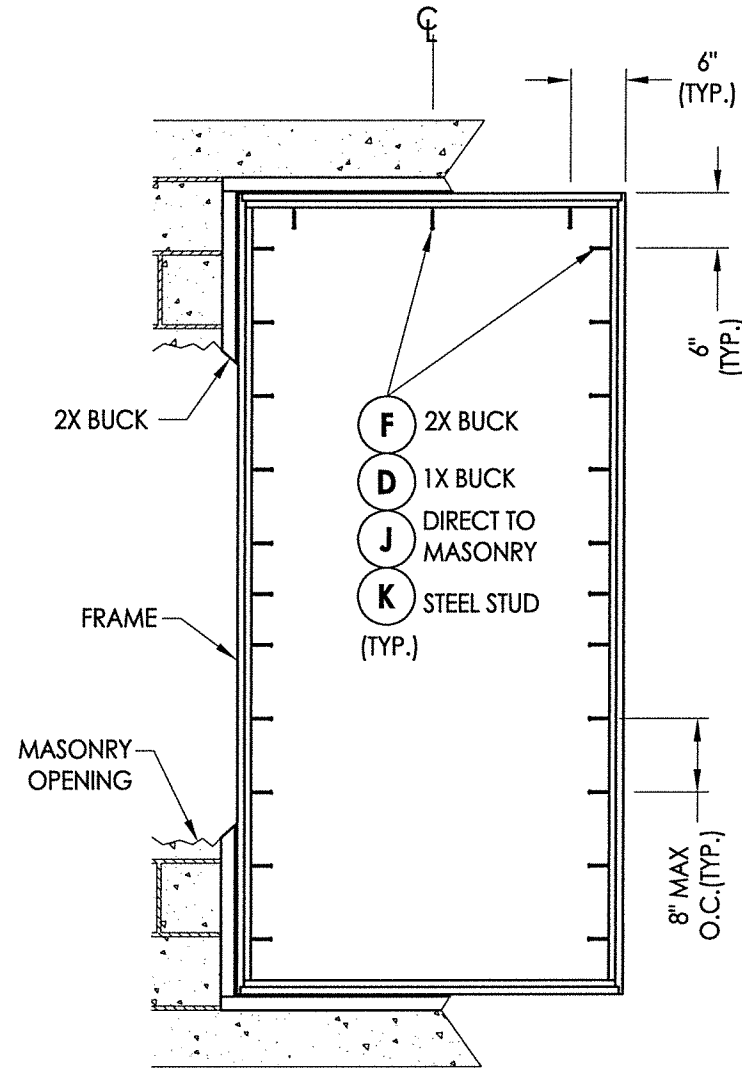 ℄
6"
(TYP.)
6"
(TYP.)
2X BUCK
F 2X BUCK
D 1X BUCK
J DIRECT TO
MASONRY
K STEEL STUD
(TYP.)
FRAME
MASONRY
OPENING
8" MAX
O.C.(TYP.)